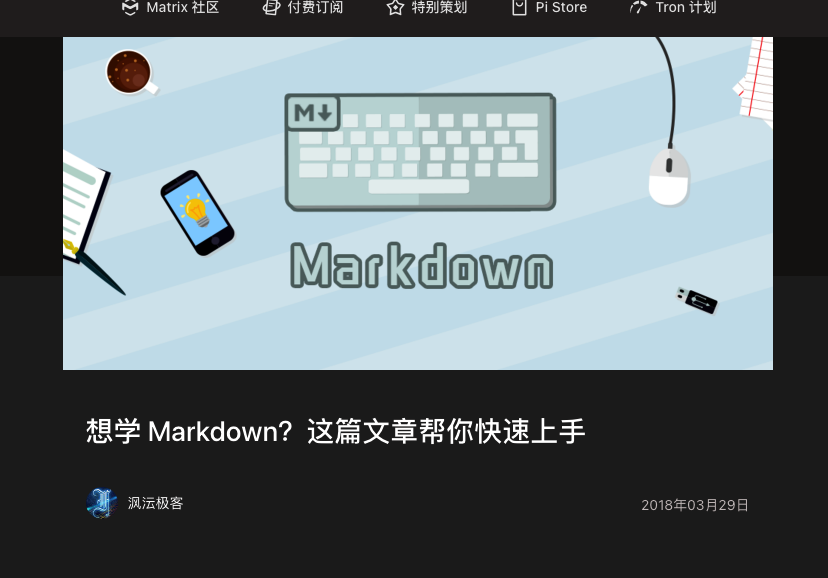 Matrix 社区 付费订阅 特别策划 Pi Store Tron 计划
M
Markdown
想学 Markdown？这篇文章帮你快速上手
沨沄极客 2018年03月29日